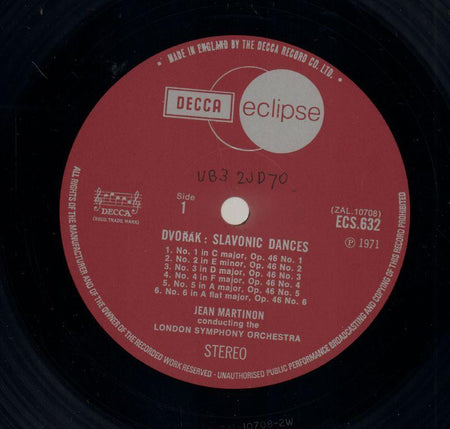 • MADE IN ENGLAND BY THE DECCA RECORD CO. LTD. •
DECCA
eclipse
UB3 2JD70
Side
1
DECCA
(REGD. TRADE MARK)
(ZAL.10708)
ECS.632
Ⓟ 1971
DVOŘÁK: SLAVONIC DANCES
1. No. 1 in C major, Op. 46 No. 1
2. No. 2 in E minor, Op. 46 No. 2
3. No. 3 in D major, Op. 46 No. 3
4. No. 4 in F major, Op. 46 No. 4
5. No. 5 in A major, Op. 46 No. 5
6. No. 6 in A flat major, Op. 46 No. 6
JEAN MARTINON
conducting the
LONDON SYMPHONY ORCHESTRA
STEREO
ALL RIGHTS OF THE MANUFACTURER AND OF THE OWNER OF THE RECORDED WORK RESERVED - UNAUTHORISED PUBLIC PERFORMANCE BROADCASTING AND COPYING OF THIS RECORD PROHIBITED
10708-2W